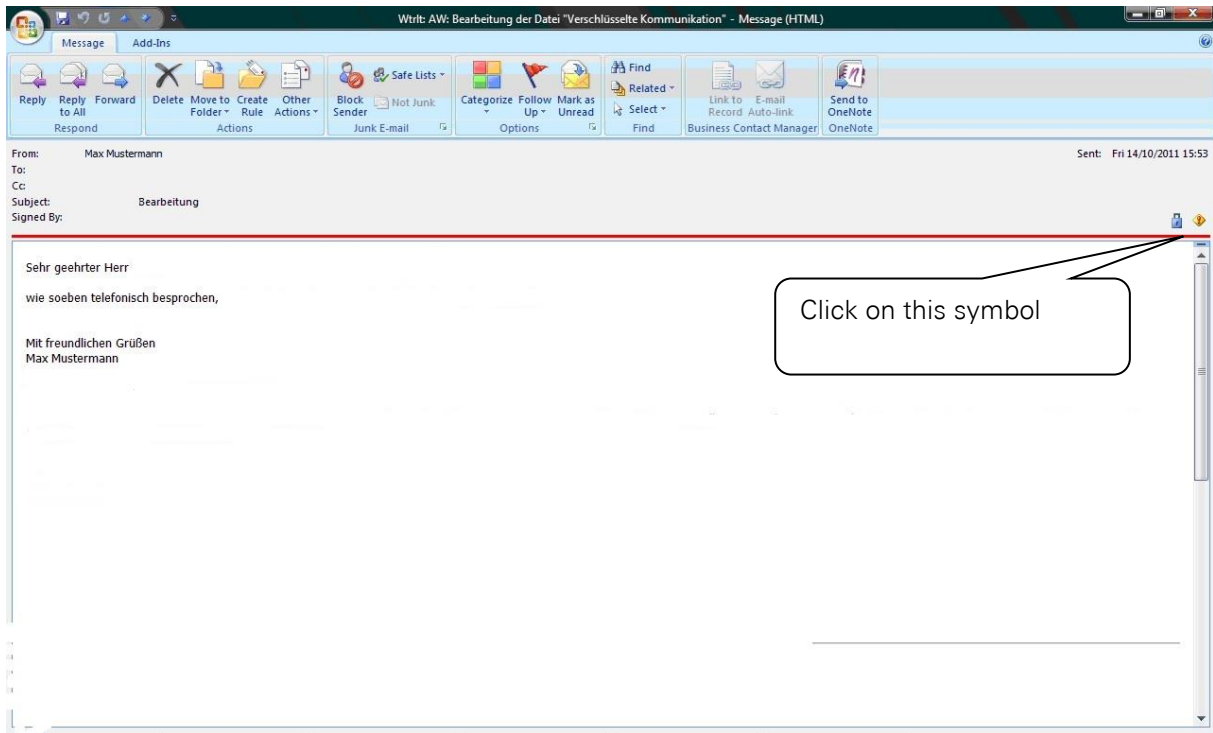 Wtrlt: AW: Bearbeitung der Datei "Verschlüsselte Kommunikation" - Message (HTML)
Message Add-Ins
Reply Reply to All Forward
Respond
Delete Move to Folder Create Rule Other Actions
Actions
Block Sender Safe Lists Not Junk
Junk E-mail
Categorize Follow Up Mark as Unread
Options
Find Related Select
Find
Link to Record E-mail Auto-link
Business Contact Manager
Send to OneNote
OneNote
From: Max Mustermann Sent: Fri 14/10/2011 15:53
To:
Cc:
Subject: Bearbeitung
Signed By:
Sehr geehrter Herr
wie soeben telefonisch besprochen,
Mit freundlichen Grüßen
Max Mustermann
Click on this symbol